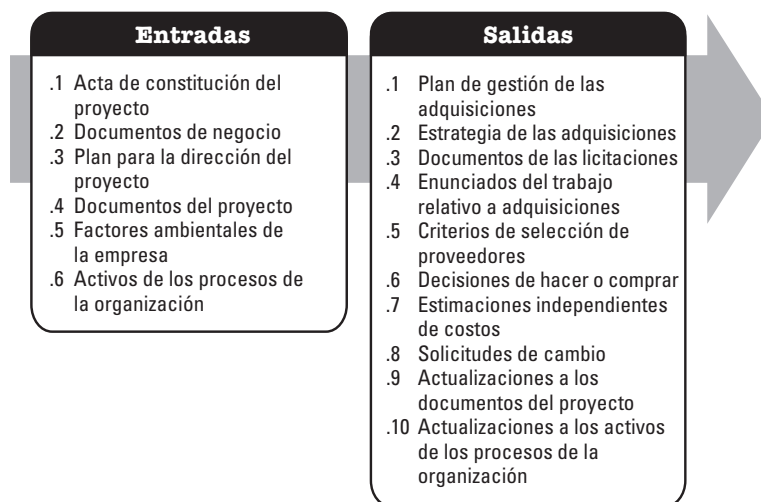 Entradas
.1 Acta de constitución del
proyecto
.2 Documentos de negocio
.3 Plan para la dirección del
proyecto
.4 Documentos del proyecto
.5 Factores ambientales de
la empresa
.6 Activos de los procesos de
la organización
Salidas
.1 Plan de gestión de las
adquisiciones
.2 Estrategia de las adquisiciones
.3 Documentos de las licitaciones
.4 Enunciados del trabajo
relativo a adquisiciones
.5 Criterios de selección de
proveedores
.6 Decisiones de hacer o comprar
.7 Estimaciones independientes
de costos
.8 Solicitudes de cambio
.9 Actualizaciones a los
documentos del proyecto
.10 Actualizaciones a los activos
de los procesos de la
organización